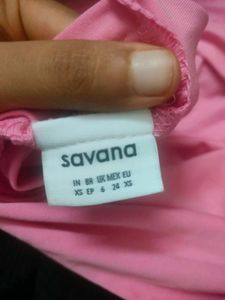 savana
IN BR UK MEX EU
XS EP 6 24 XS